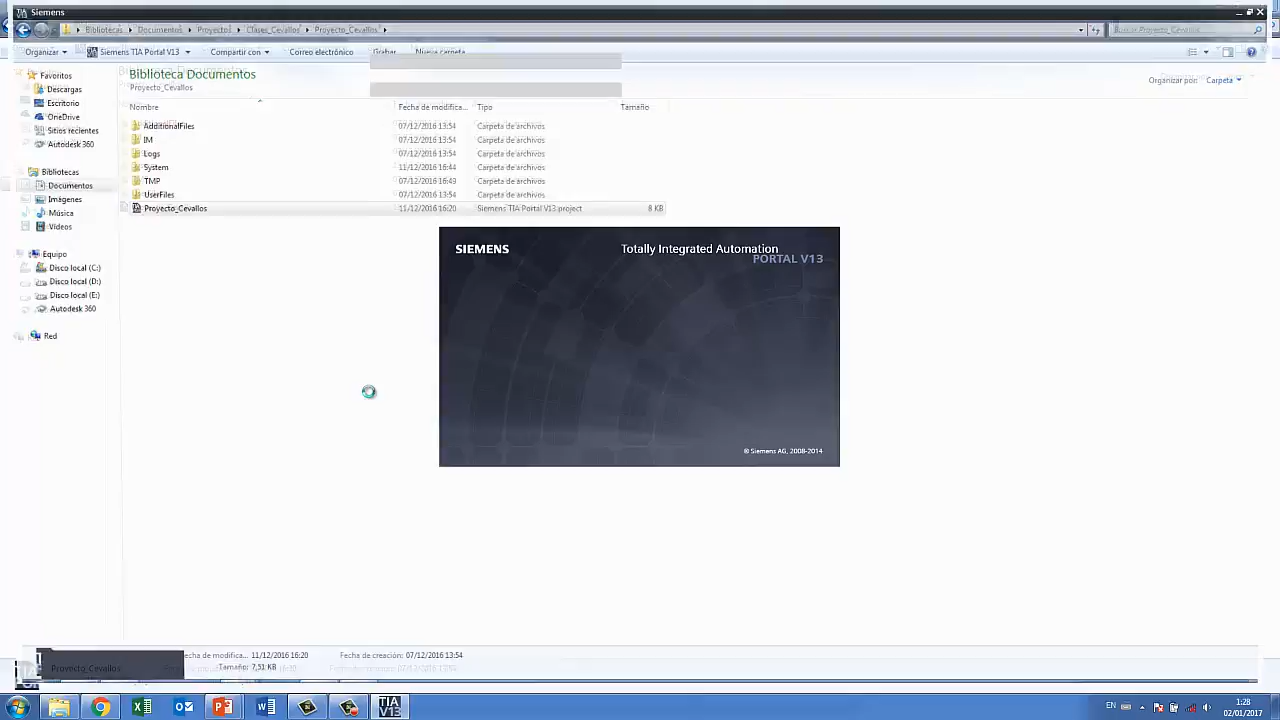 Siemens
Bibliotecas Documentos Proyectos Clases_Cevallos Proyecto_Cevallos
Buscar Proyecto_Cevallos
Organizar Siemens TIA Portal V13 Compartir con Correo electrónico Grabar Nueva carpeta
Biblioteca Documentos
Proyecto_Cevallos
Organizar por: Carpeta
Nombre Fecha de modifica... Tipo Tamaño
AdditionalFiles 07/12/2016 13:54 Carpeta de archivos
IM 07/12/2016 13:54 Carpeta de archivos
Logs 07/12/2016 13:54 Carpeta de archivos
System 11/12/2016 16:44 Carpeta de archivos
TMP 07/12/2016 16:49 Carpeta de archivos
UserFiles 07/12/2016 13:54 Carpeta de archivos
Proyecto_Cevallos 11/12/2016 16:20 Siemens TIA Portal V13 project 8 KB
Favoritos
Descargas
Escritorio
OneDrive
Sitios recientes
Autodesk 360
Bibliotecas
Documentos
Imágenes
Música
Vídeos
Equipo
Disco local (C:)
Disco local (D:)
Disco local (E:)
Autodesk 360
Red
SIEMENS
Totally Integrated Automation
PORTAL V13
© Siemens AG, 2008-2014
Proyecto_Cevallos
echa de modifica... 11/12/2016 16:20 Fecha de creación: 07/12/2016 13:54
Tamaño: 7,51 KB
TIA
V13
EN
1:28
02/01/2017